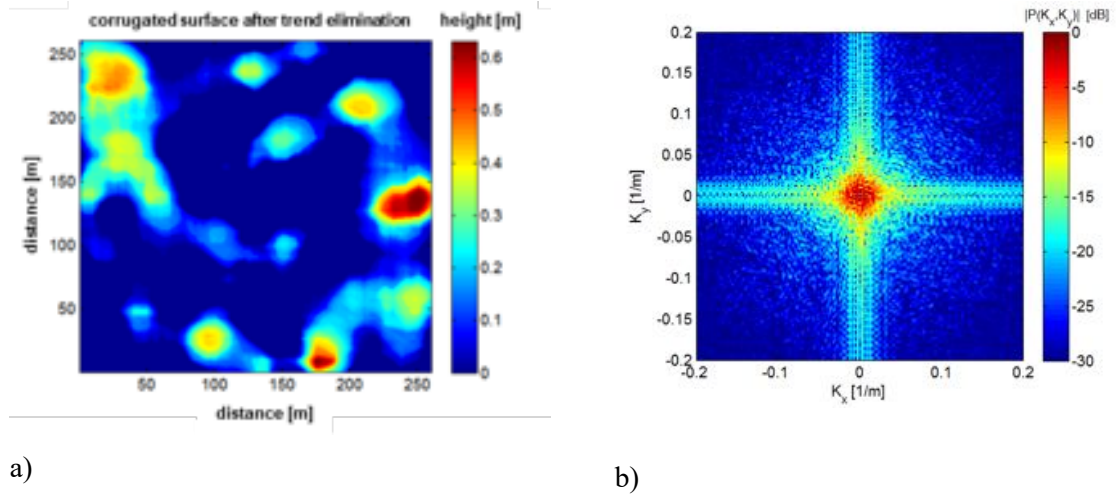 corrugated surface after trend elimination
height [m]
250
200
150
100
50
distance [m]
50 100 150 200 250
distance [m]
0.6
0.5
0.4
0.3
0.2
0.1
0
a)
|P(Kx,Ky)| [dB]
0.2
0.15
0.1
0.05
0
-0.05
-0.1
-0.15
-0.2
Ky [1/m]
-0.2 -0.1 0 0.1 0.2
Kx [1/m]
0
-5
-10
-15
-20
-25
-30
b)